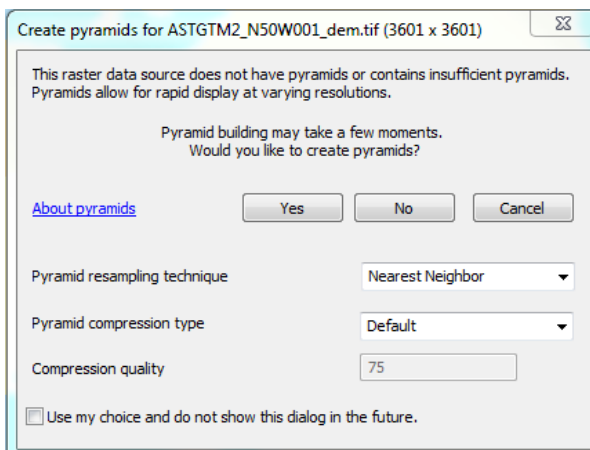 Create pyramids for ASTGTM2_N50W001_dem.tif (3601 x 3601)
This raster data source does not have pyramids or contains insufficient pyramids.
Pyramids allow for rapid display at varying resolutions.
Pyramid building may take a few moments.
Would you like to create pyramids?
About pyramids Yes No Cancel
Pyramid resampling technique Nearest Neighbor
Pyramid compression type Default
Compression quality 75
Use my choice and do not show this dialog in the future.